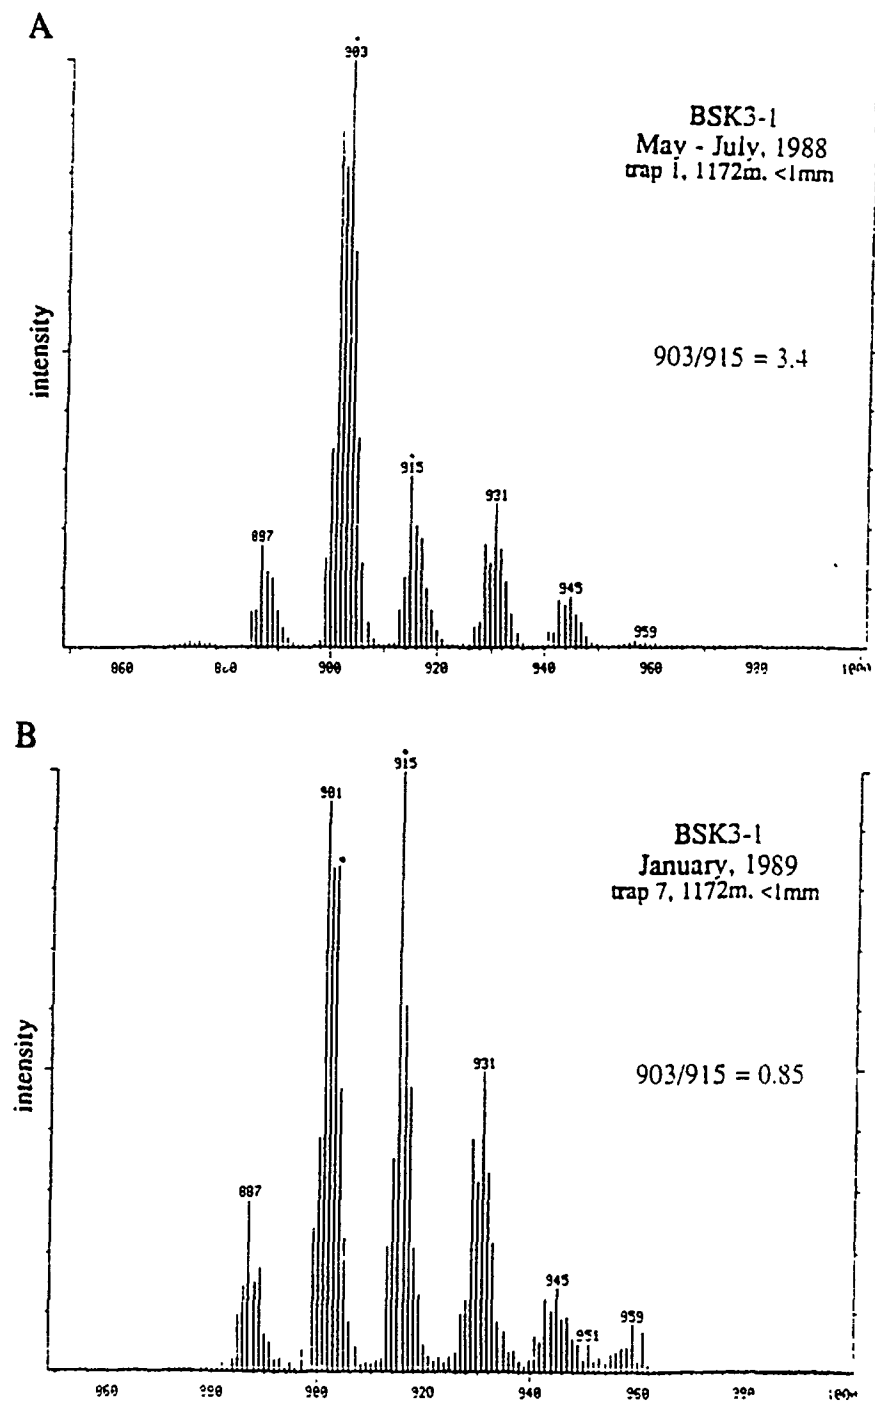 A
903
BSK3-1
May - July, 1988
trap 1, 1172m. <1mm
intensity
903/915 = 3.4
915
931
897
945
959
860
900
920
940
960
B
915
901
BSK3-1
January, 1989
trap 7, 1172m. <1mm
intensity
903/915 = 0.85
931
887
945
951
959
900
920
940
960